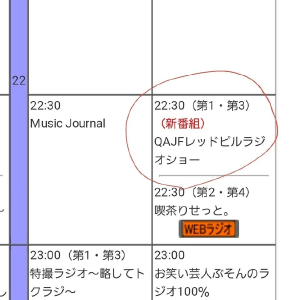 22
22:30
Music Journal
22:30（第1・第3）
（新番組）
QAJFレッドビルラジ
オショー
22:30（第2・第4）
喫茶りせっと。
WEBラジオ
23:00（第1・第3）
特撮ラジオ～略してト
クラジ～
23:00
お笑い芸人ぶぞんのラ
ジオ100%